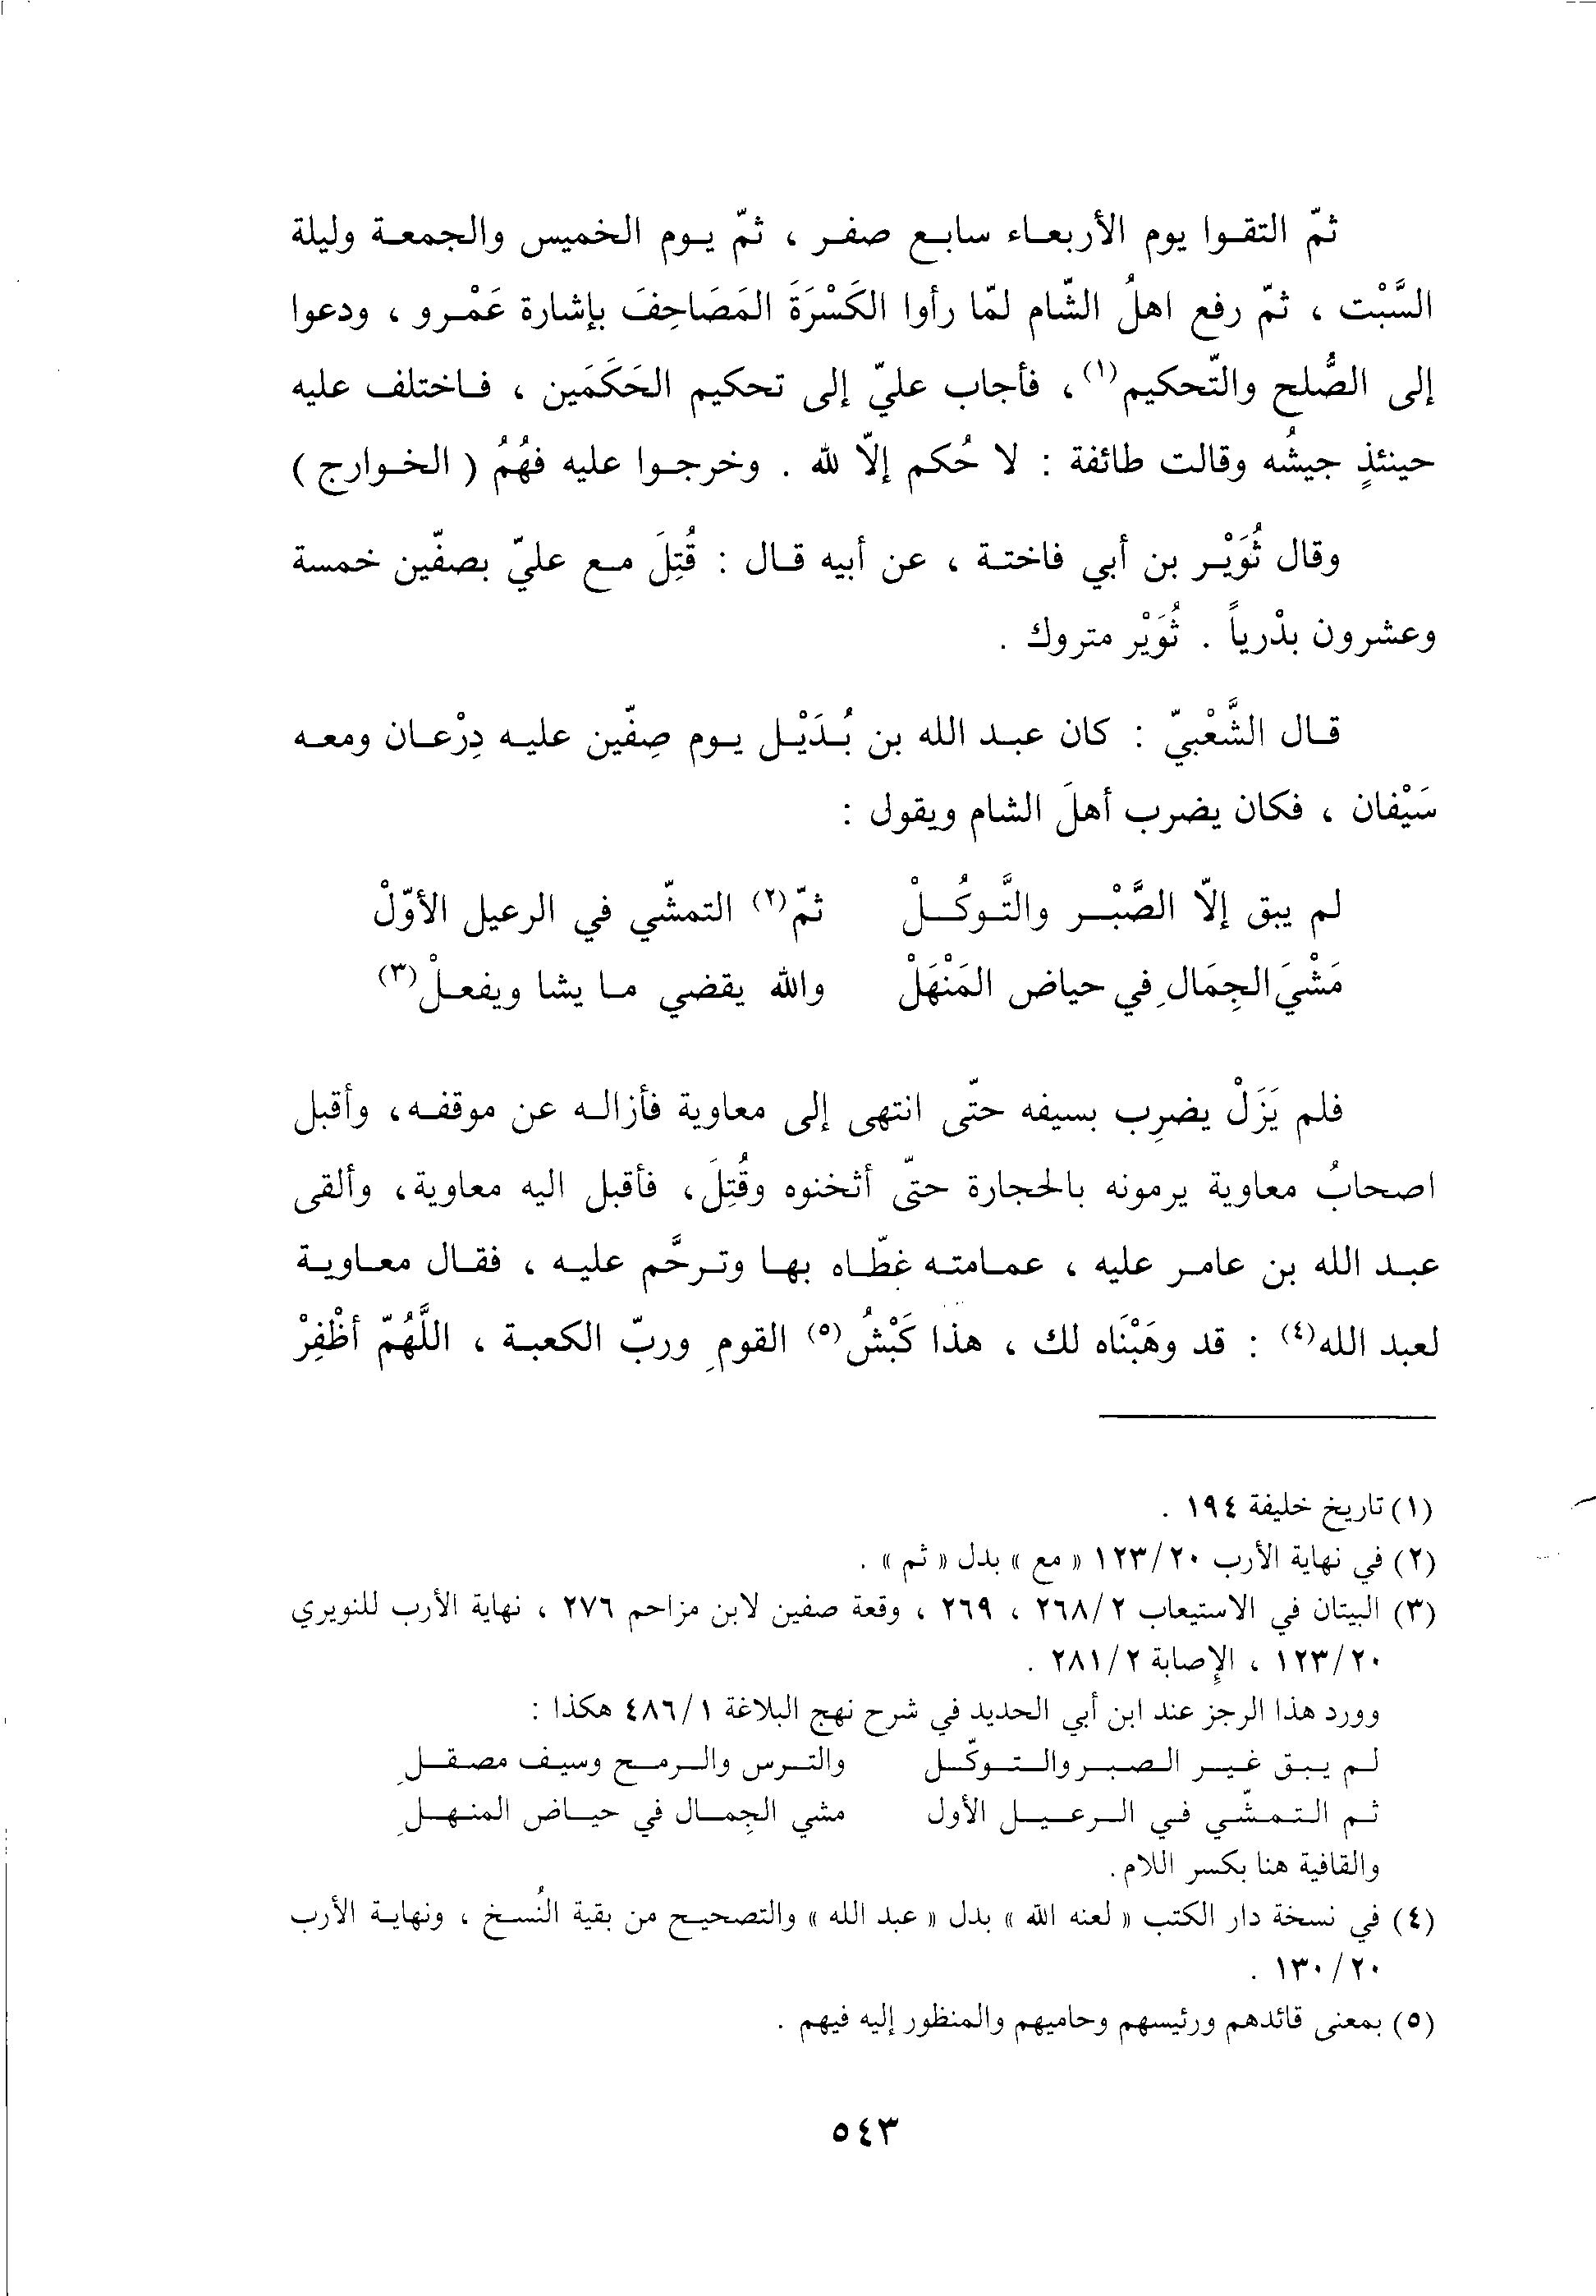 ثمّ التقوا يوم الأربعاء سابع صفر ، ثمّ يوم الخميس والجمعة وليلة
السَّبْت ، ثمّ رفع اهلُ الشّام لمّا رأوا الكَسْرَةَ المَصَاحِفَ بإشارة عَمْرو ، ودعوا
إلى الصُّلح والتّحكيم(١) ، فأجاب عليّ إلى تحكيم الحَكَمَين ، فاختلف عليه
حينئذٍ جيشُه وقالت طائفة : لا حُكم إلاّ لله . وخرجوا عليه فهُمُ ( الخوارج )
وقال ثُوَيْر بن أبي فاختة ، عن أبيه قال : قُتِلَ مع عليّ بصفّين خمسة
وعشرون بدْرياً . ثُوَيْر متروك .
قال الشَّعْبيّ : كان عبد الله بن بُدَيْل يوم صِفّين عليه دِرْعان ومعه
سَيْفان ، فكان يضرب أهلَ الشام ويقول :
لم يبق إلاّ الصَّبْر والتَّوكُلْ ثمّ(٢) التمشّي في الرعيل الأوّلْ
مَشْيَ الجِمَالِ في حياض المَنْهَلْ والله يقضي ما يشا ويفعلْ(٣)
فلم يَزَلْ يضرِب بسيفه حتّى انتهى إلى معاوية فأزاله عن موقفه، وأقبل
اصحابُ معاوية يرمونه بالحجارة حتّى أثخنوه وقُتِلَ، فأقبل اليه معاوية، وألقى
عبد الله بن عامر عليه ، عمامته غطّاه بها وترحَّم عليه ، فقال معاوية
لعبد الله(٤) : قد وهَبْنَاه لك ، هذا كَبْشُ(٥) القومِ وربّ الكعبة ، اللَّهُمّ أظْفِرْ
(١) تاريخ خليفة ١٩٤ .
(٢) في نهاية الأرب ١٢٣/٢٠ « مع » بدل « ثم » .
(٣) البيتان في الاستيعاب ٢٦٨/٢ ، ٢٦٩ ، وقعة صفين لابن مزاحم ٢٧٦ ، نهاية الأرب للنويري
١٢٣/٢٠ ، الإصابة ٢٨١/٢ .
وورد هذا الرجز عند ابن أبي الحديد في شرح نهج البلاغة ٤٨٦/١ هكذا :
لم يبق غير الصبر والتوكّل والترس والرمح وسيف مصقلِ
ثم التمشّي في الرعيل الأول مشي الجِمال في حياض المنهلِ
والقافية هنا بكسر اللام .
(٤) في نسخة دار الكتب « لعنه الله » بدل « عبد الله » والتصحيح من بقية النُسخ ، ونهاية الأرب
١٣٠/٢٠ .
(٥) بمعنى قائدهم ورئيسهم وحاميهم والمنظور إليه فيهم .
٥٤٣